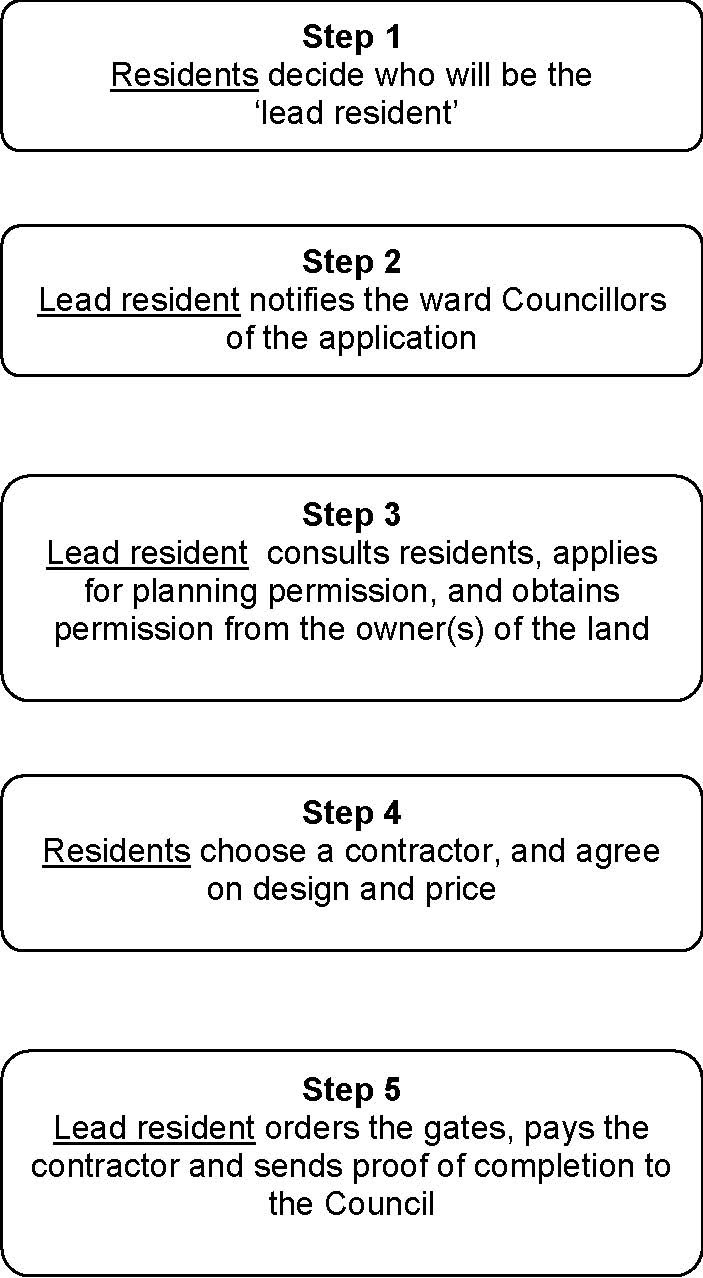 Step 1
Residents decide who will be the
‘lead resident’
Step 2
Lead resident notifies the ward Councillors
of the application
Step 3
Lead resident  consults residents, applies
for planning permission, and obtains
permission from the owner(s) of the land
Step 4
Residents choose a contractor, and agree
on design and price
Step 5
Lead resident orders the gates, pays the
contractor and sends proof of completion to
the Council